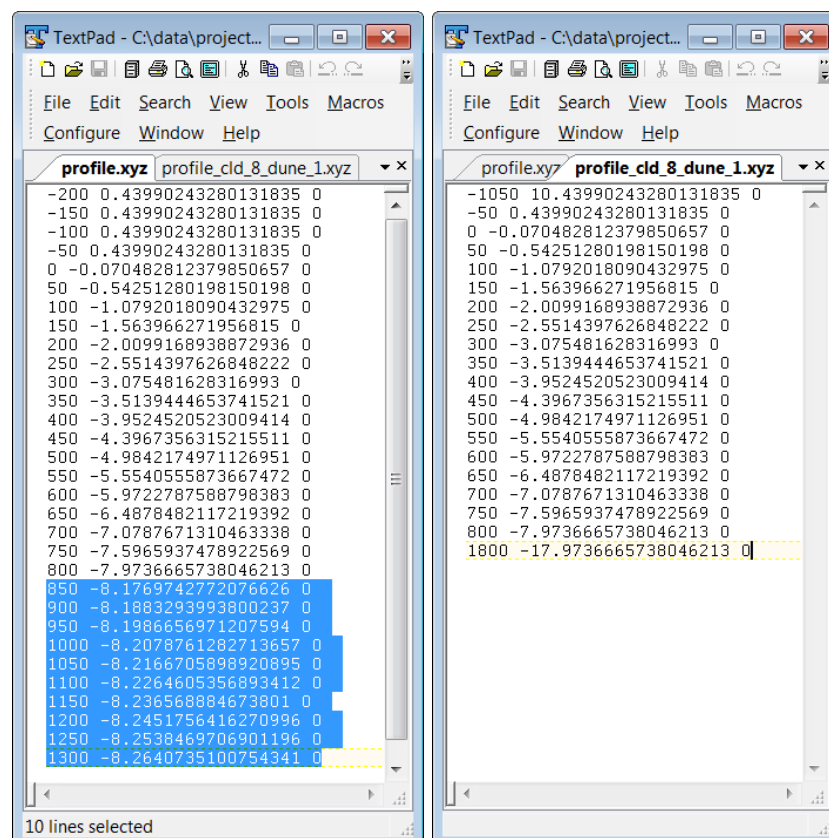 TextPad - C:\data\project...
File Edit Search View Tools Macros
Configure Window Help
profile.xyz profile_cld_8_dune_1.xyz
-200 0.43990243280131835 0
-150 0.43990243280131835 0
-100 0.43990243280131835 0
-50 0.43990243280131835 0
0 -0.070482812379850657 0
50 -0.54251280198150198 0
100 -1.0792018090432975 0
150 -1.563966271956815 0
200 -2.0099168938872936 0
250 -2.5514397626848222 0
300 -3.075481628316993 0
350 -3.5139444653741521 0
400 -3.9524520523009414 0
450 -4.3967356315215511 0
500 -4.9842174971126951 0
550 -5.5540555873667472 0
600 -5.9722787588798383 0
650 -6.4878482117219392 0
700 -7.0787671310463338 0
750 -7.5965937478922569 0
800 -7.9736665738046213 0
850 -8.1769742772076626 0
900 -8.1883293993800237 0
950 -8.1986656971207594 0
1000 -8.2078761282713657 0
1050 -8.2166705898920895 0
1100 -8.2264605356893412 0
1150 -8.236568884673801 0
1200 -8.2451756416270996 0
1250 -8.2538469706901196 0
1300 -8.2640735100754341 0
10 lines selected
TextPad - C:\data\project...
File Edit Search View Tools Macros
Configure Window Help
profile.xyz profile_cld_8_dune_1.xyz
-1050 10.43990243280131835 0
-50 0.43990243280131835 0
0 -0.070482812379850657 0
50 -0.54251280198150198 0
100 -1.0792018090432975 0
150 -1.563966271956815 0
200 -2.0099168938872936 0
250 -2.5514397626848222 0
300 -3.075481628316993 0
350 -3.5139444653741521 0
400 -3.9524520523009414 0
450 -4.3967356315215511 0
500 -4.9842174971126951 0
550 -5.5540555873667472 0
600 -5.9722787588798383 0
650 -6.4878482117219392 0
700 -7.0787671310463338 0
750 -7.5965937478922569 0
800 -7.9736665738046213 0
1800 -17.9736665738046213 0